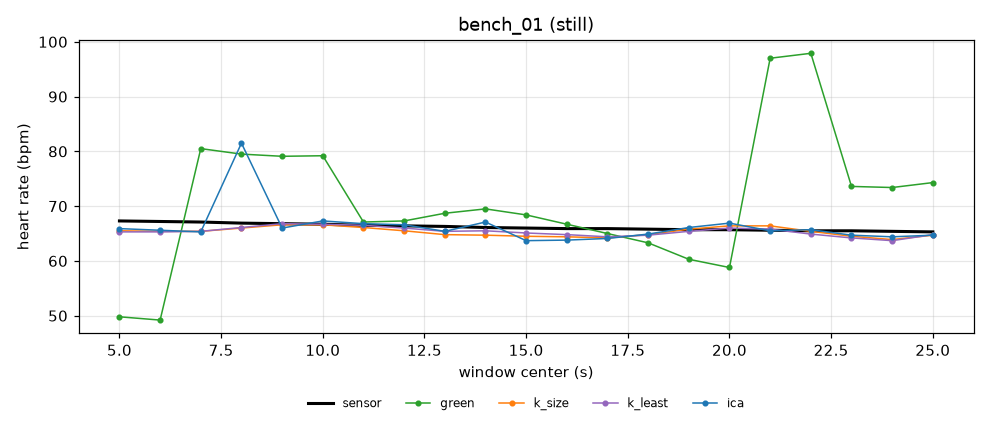 bench_01 (still)
100
90
80
70
60
50
heart rate (bpm)
5.0 7.5 10.0 12.5 15.0 17.5 20.0 22.5 25.0
window center (s)
sensor green k_size k_least ica